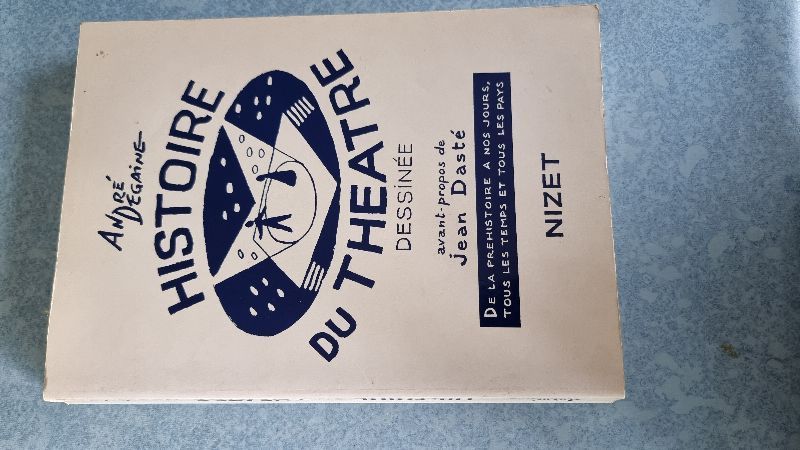 ANDRÉ
DEGAINE
HISTOIRE
DU THEATRE
DESSINÉE
avant-propos de
Jean Dasté
DE LA PREHISTOIRE A NOS JOURS,
TOUS LES TEMPS ET TOUS LES PAYS
NIZET